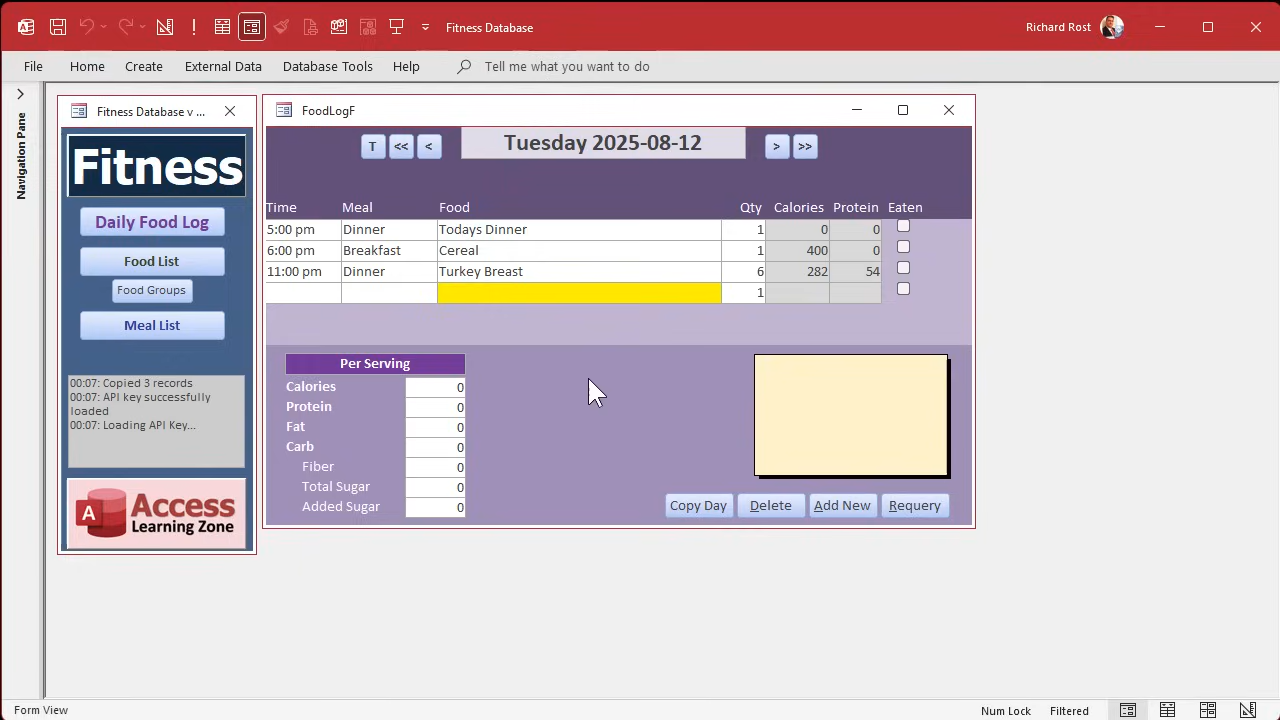 Fitness Database
Richard Rost
File Home Create External Data Database Tools Help Tell me what you want to do
Navigation Pane
Fitness Database v ...
Fitness
Daily Food Log
Food List
Food Groups
Meal List
00:07: Copied 3 records
00:07: API key successfully
loaded
00:07: Loading API Key...
A Access
Learning Zone
FoodLogF
T << < Tuesday 2025-08-12 > >>
Time Meal Food Qty Calories Protein Eaten
5:00 pm Dinner Todays Dinner 1 0 0
6:00 pm Breakfast Cereal 1 400 0
11:00 pm Dinner Turkey Breast 6 282 54
1
Per Serving
Calories 0
Protein 0
Fat 0
Carb 0
Fiber 0
Total Sugar 0
Added Sugar 0
Copy Day Delete Add New Requery
Form View Num Lock Filtered